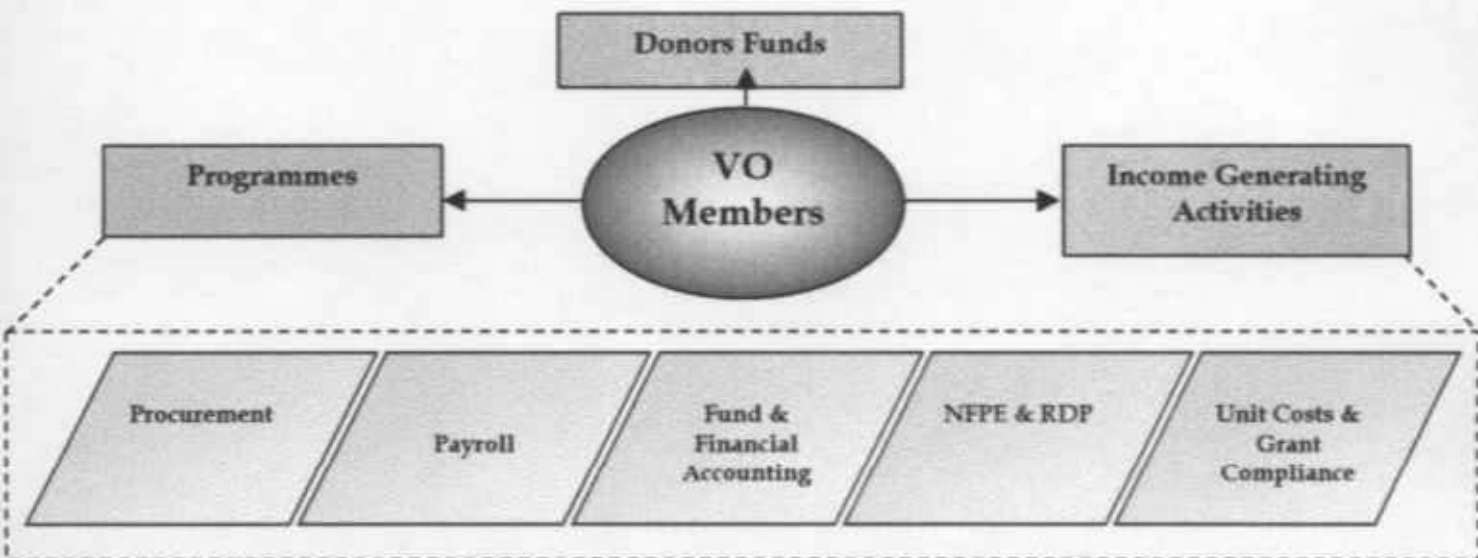 Donors Funds
VO
Members
Programmes
Income Generating
Activities
Procurement
Payroll
Fund &
Financial
Accounting
NFPE & RDP
Unit Costs &
Grant
Compliance